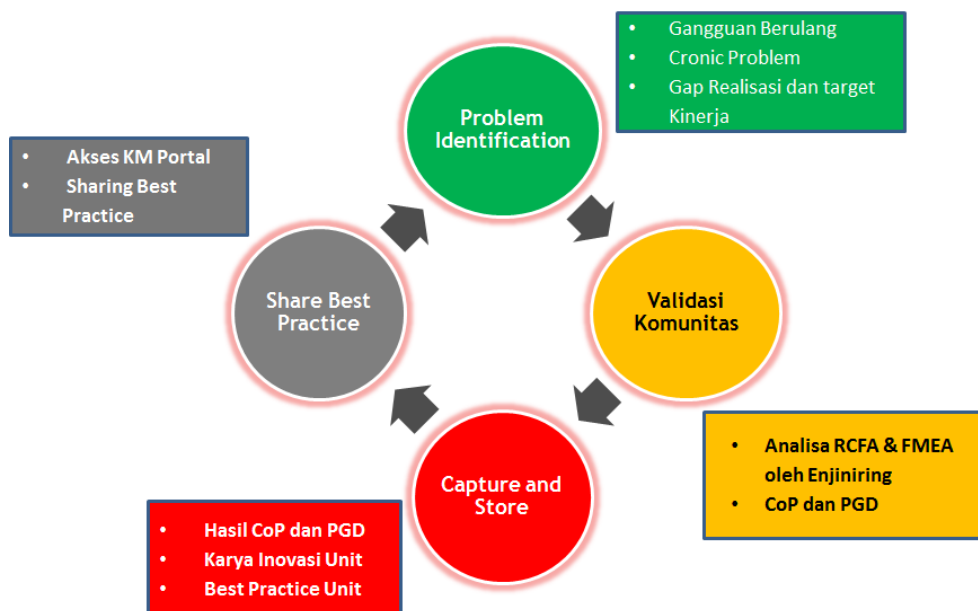 Problem
Identification
• Gangguan Berulang
• Cronic Problem
• Gap Realisasi dan target
Kinerja
Validasi
Komunitas
• Analisa RCFA & FMEA
oleh Enjiniring
• CoP dan PGD
Capture and
Store
• Hasil CoP dan PGD
• Karya Inovasi Unit
• Best Practice Unit
Share Best
Practice
• Akses KM Portal
• Sharing Best
Practice